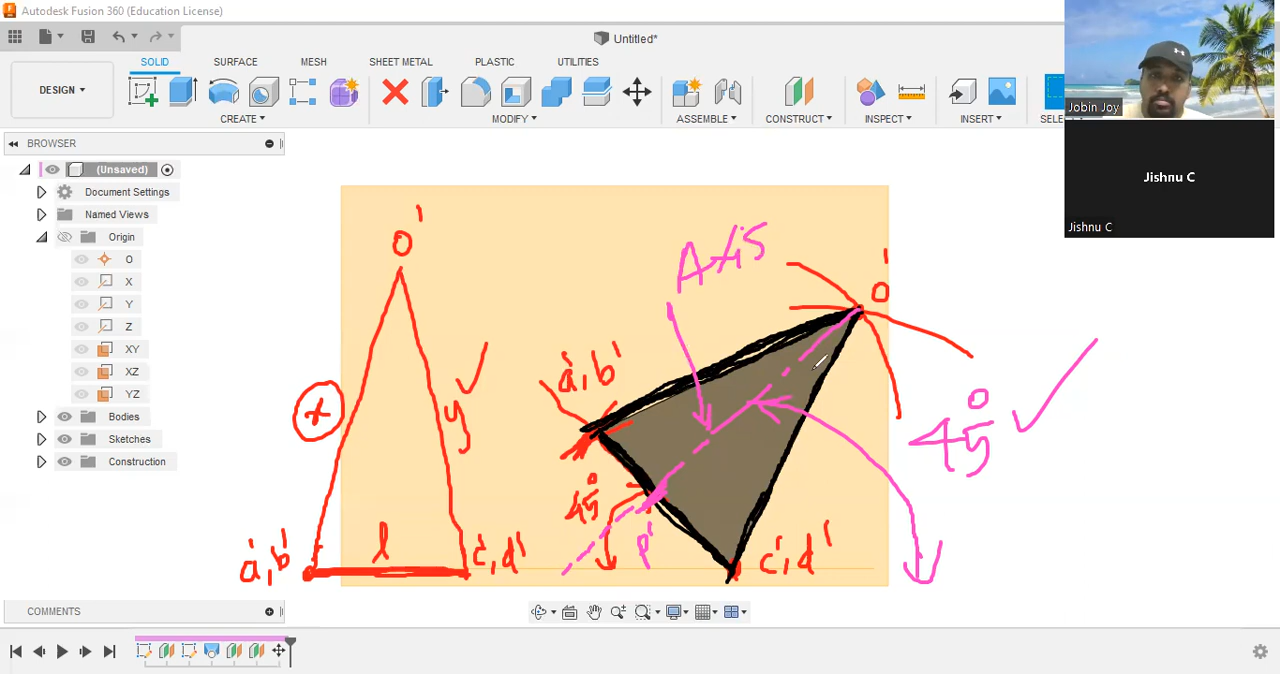 Autodesk Fusion 360 (Education License)
Untitled*
DESIGN
SOLID SURFACE MESH SHEET METAL PLASTIC UTILITIES
CREATE MODIFY ASSEMBLE CONSTRUCT INSPECT INSERT
Jobin Joy
Jishnu C
Jishnu C
BROWSER
(Unsaved)
Document Settings
Named Views
Origin
O
X
Y
Z
XY
XZ
YZ
Bodies
Sketches
Construction
o'
x
y
a', b'
l
c', d'
Axis
o'
a', b'
45°
45°
p'
c', d'
COMMENTS